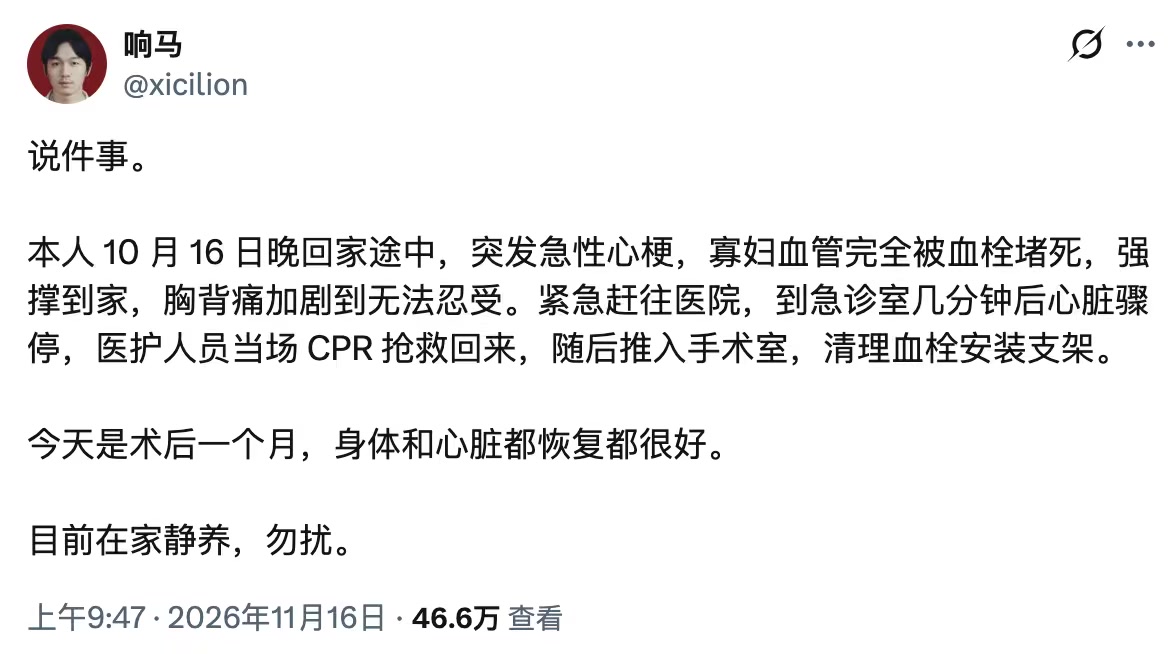 响马
@xicilion
说件事。
本人 10 月 16 日晚回家途中，突发急性心梗，寡妇血管完全被血栓堵死，强
撑到家，胸背痛加剧到无法忍受。紧急赶往医院，到急诊室几分钟后心脏骤
停，医护人员当场 CPR 抢救回来，随后推入手术室，清理血栓安装支架。
今天是术后一个月，身体和心脏都恢复都很好。
目前在家静养，勿扰。
上午9:47 · 2026年11月16日 · 46.6万 查看